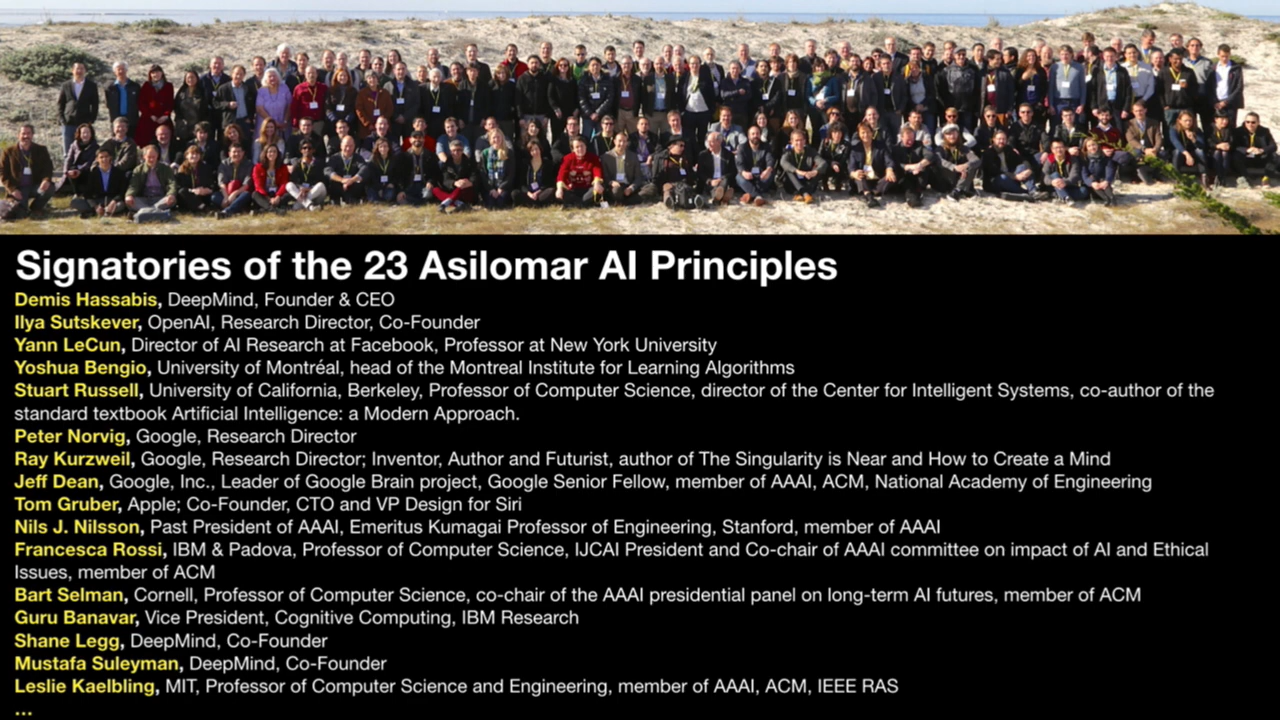 Signatories of the 23 Asilomar AI Principles
Demis Hassabis, DeepMind, Founder & CEO
Ilya Sutskever, OpenAI, Research Director, Co-Founder
Yann LeCun, Director of AI Research at Facebook, Professor at New York University
Yoshua Bengio, University of Montréal, head of the Montreal Institute for Learning Algorithms
Stuart Russell, University of California, Berkeley, Professor of Computer Science, director of the Center for Intelligent Systems, co-author of the
standard textbook Artificial Intelligence: a Modern Approach.
Peter Norvig, Google, Research Director
Ray Kurzweil, Google, Research Director; Inventor, Author and Futurist, author of The Singularity is Near and How to Create a Mind
Jeff Dean, Google, Inc., Leader of Google Brain project, Google Senior Fellow, member of AAAI, ACM, National Academy of Engineering
Tom Gruber, Apple; Co-Founder, CTO and VP Design for Siri
Nils J. Nilsson, Past President of AAAI, Emeritus Kumagai Professor of Engineering, Stanford, member of AAAI
Francesca Rossi, IBM & Padova, Professor of Computer Science, IJCAI President and Co-chair of AAAI committee on impact of AI and Ethical
Issues, member of ACM
Bart Selman, Cornell, Professor of Computer Science, co-chair of the AAAI presidential panel on long-term AI futures, member of ACM
Guru Banavar, Vice President, Cognitive Computing, IBM Research
Shane Legg, DeepMind, Co-Founder
Mustafa Suleyman, DeepMind, Co-Founder
Leslie Kaelbling, MIT, Professor of Computer Science and Engineering, member of AAAI, ACM, IEEE RAS
...